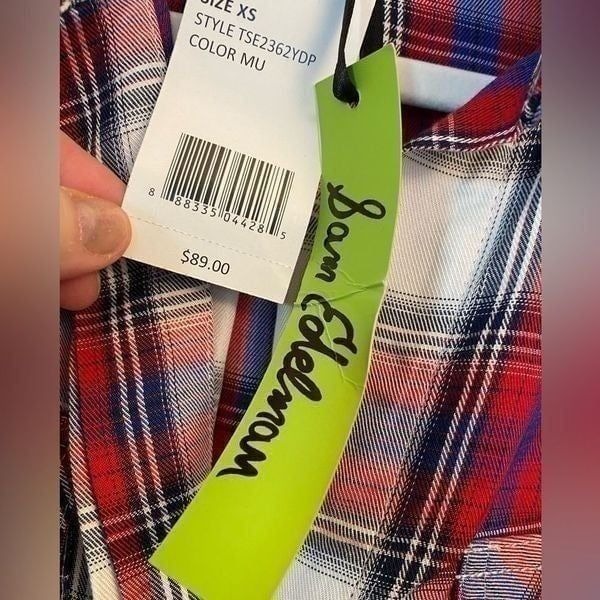 SIZE XS
STYLE TSE2362YDP
COLOR MU
8 88335 04428 5
$89.00
Sam Edelman